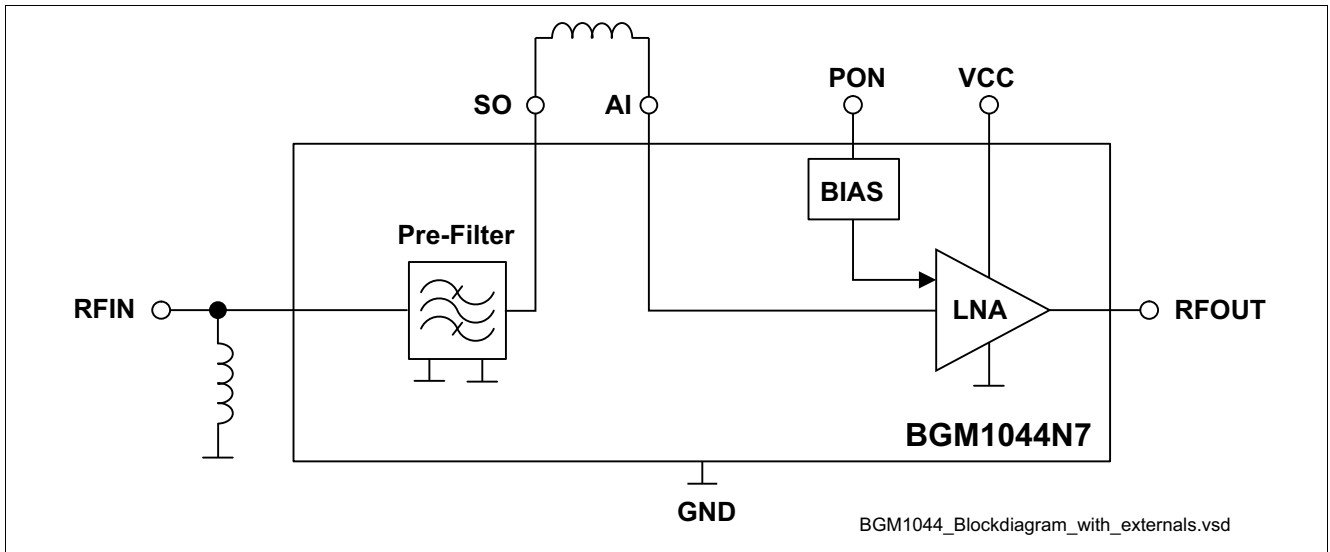 PON
VCC
SO
AI
BIAS
Pre-Filter
RFIN
LNA
RFOUT
BGM1044N7
GND
BGM1044_Blockdiagram_with_externals.vsd